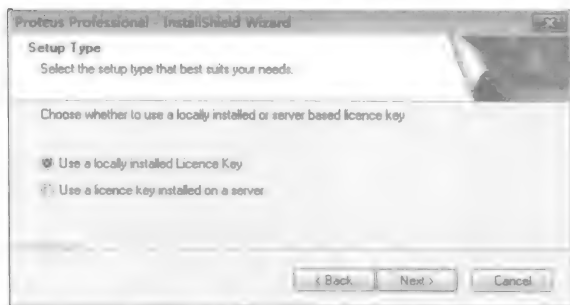 Proteus Professional - InstallShield Wizard
Setup Type
Select the setup type that best suits your needs.
Choose whether to use a locally installed or server based licence key
Use a locally installed Licence Key
Use a licence key installed on a server
< Back Next > Cancel